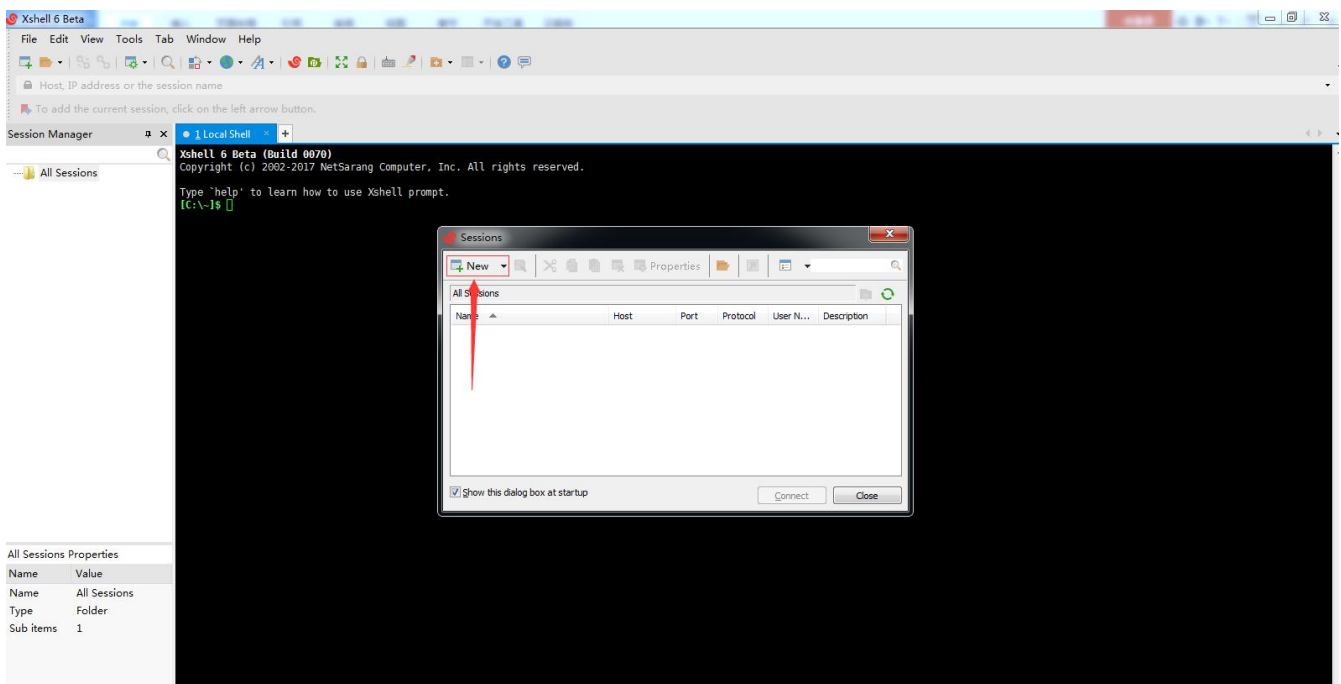 Xshell 6 Beta
File Edit View Tools Tab Window Help
Host, IP address or the session name
To add the current session, click on the left arrow button.
Session Manager
1 Local Shell
All Sessions
Xshell 6 Beta (Build 0070)
Copyright (c) 2002-2017 NetSarang Computer, Inc. All rights reserved.
Type `help' to learn how to use Xshell prompt.
[C:\~]$
Sessions
New
Properties
All Sessions
Name Host Port Protocol User N... Description
Show this dialog box at startup
Connect Close
All Sessions Properties
Name Value
Name All Sessions
Type Folder
Sub items 1